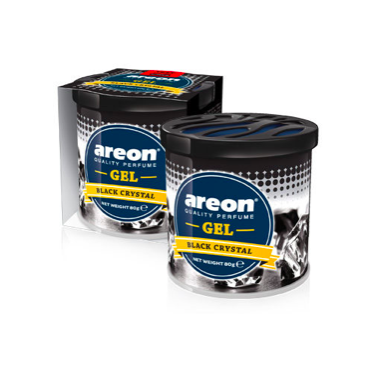 areon®
QUALITY PERFUME
GEL
BLACK CRYSTAL
NET WEIGHT 80g ℮
areon®
QUALITY PERFUME
GEL
BLACK CRYSTAL
NET WEIGHT 80g ℮